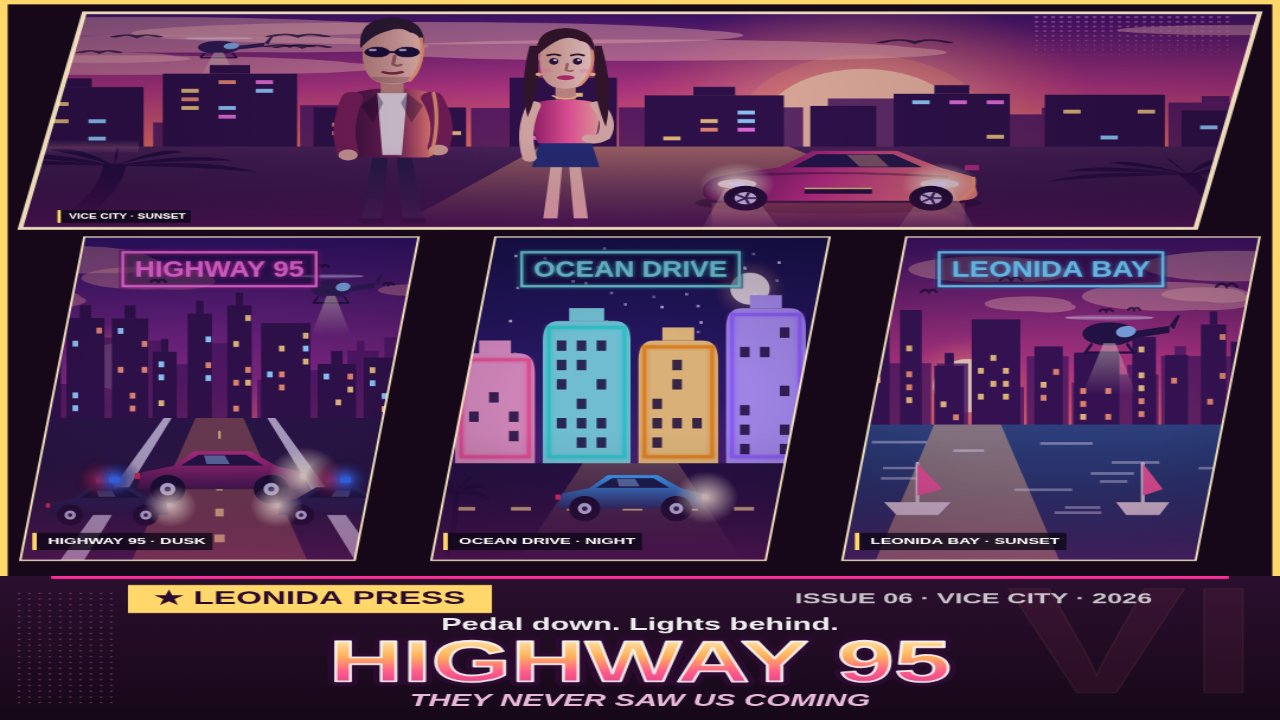 VICE CITY · SUNSET
HIGHWAY 95
HIGHWAY 95 · DUSK
OCEAN DRIVE
OCEAN DRIVE · NIGHT
LEONIDA BAY
LEONIDA BAY · SUNSET
★ LEONIDA PRESS
ISSUE 06 · VICE CITY · 2026
Pedal down. Lights behind.
HIGHWAY 95
THEY NEVER SAW US COMING
VI